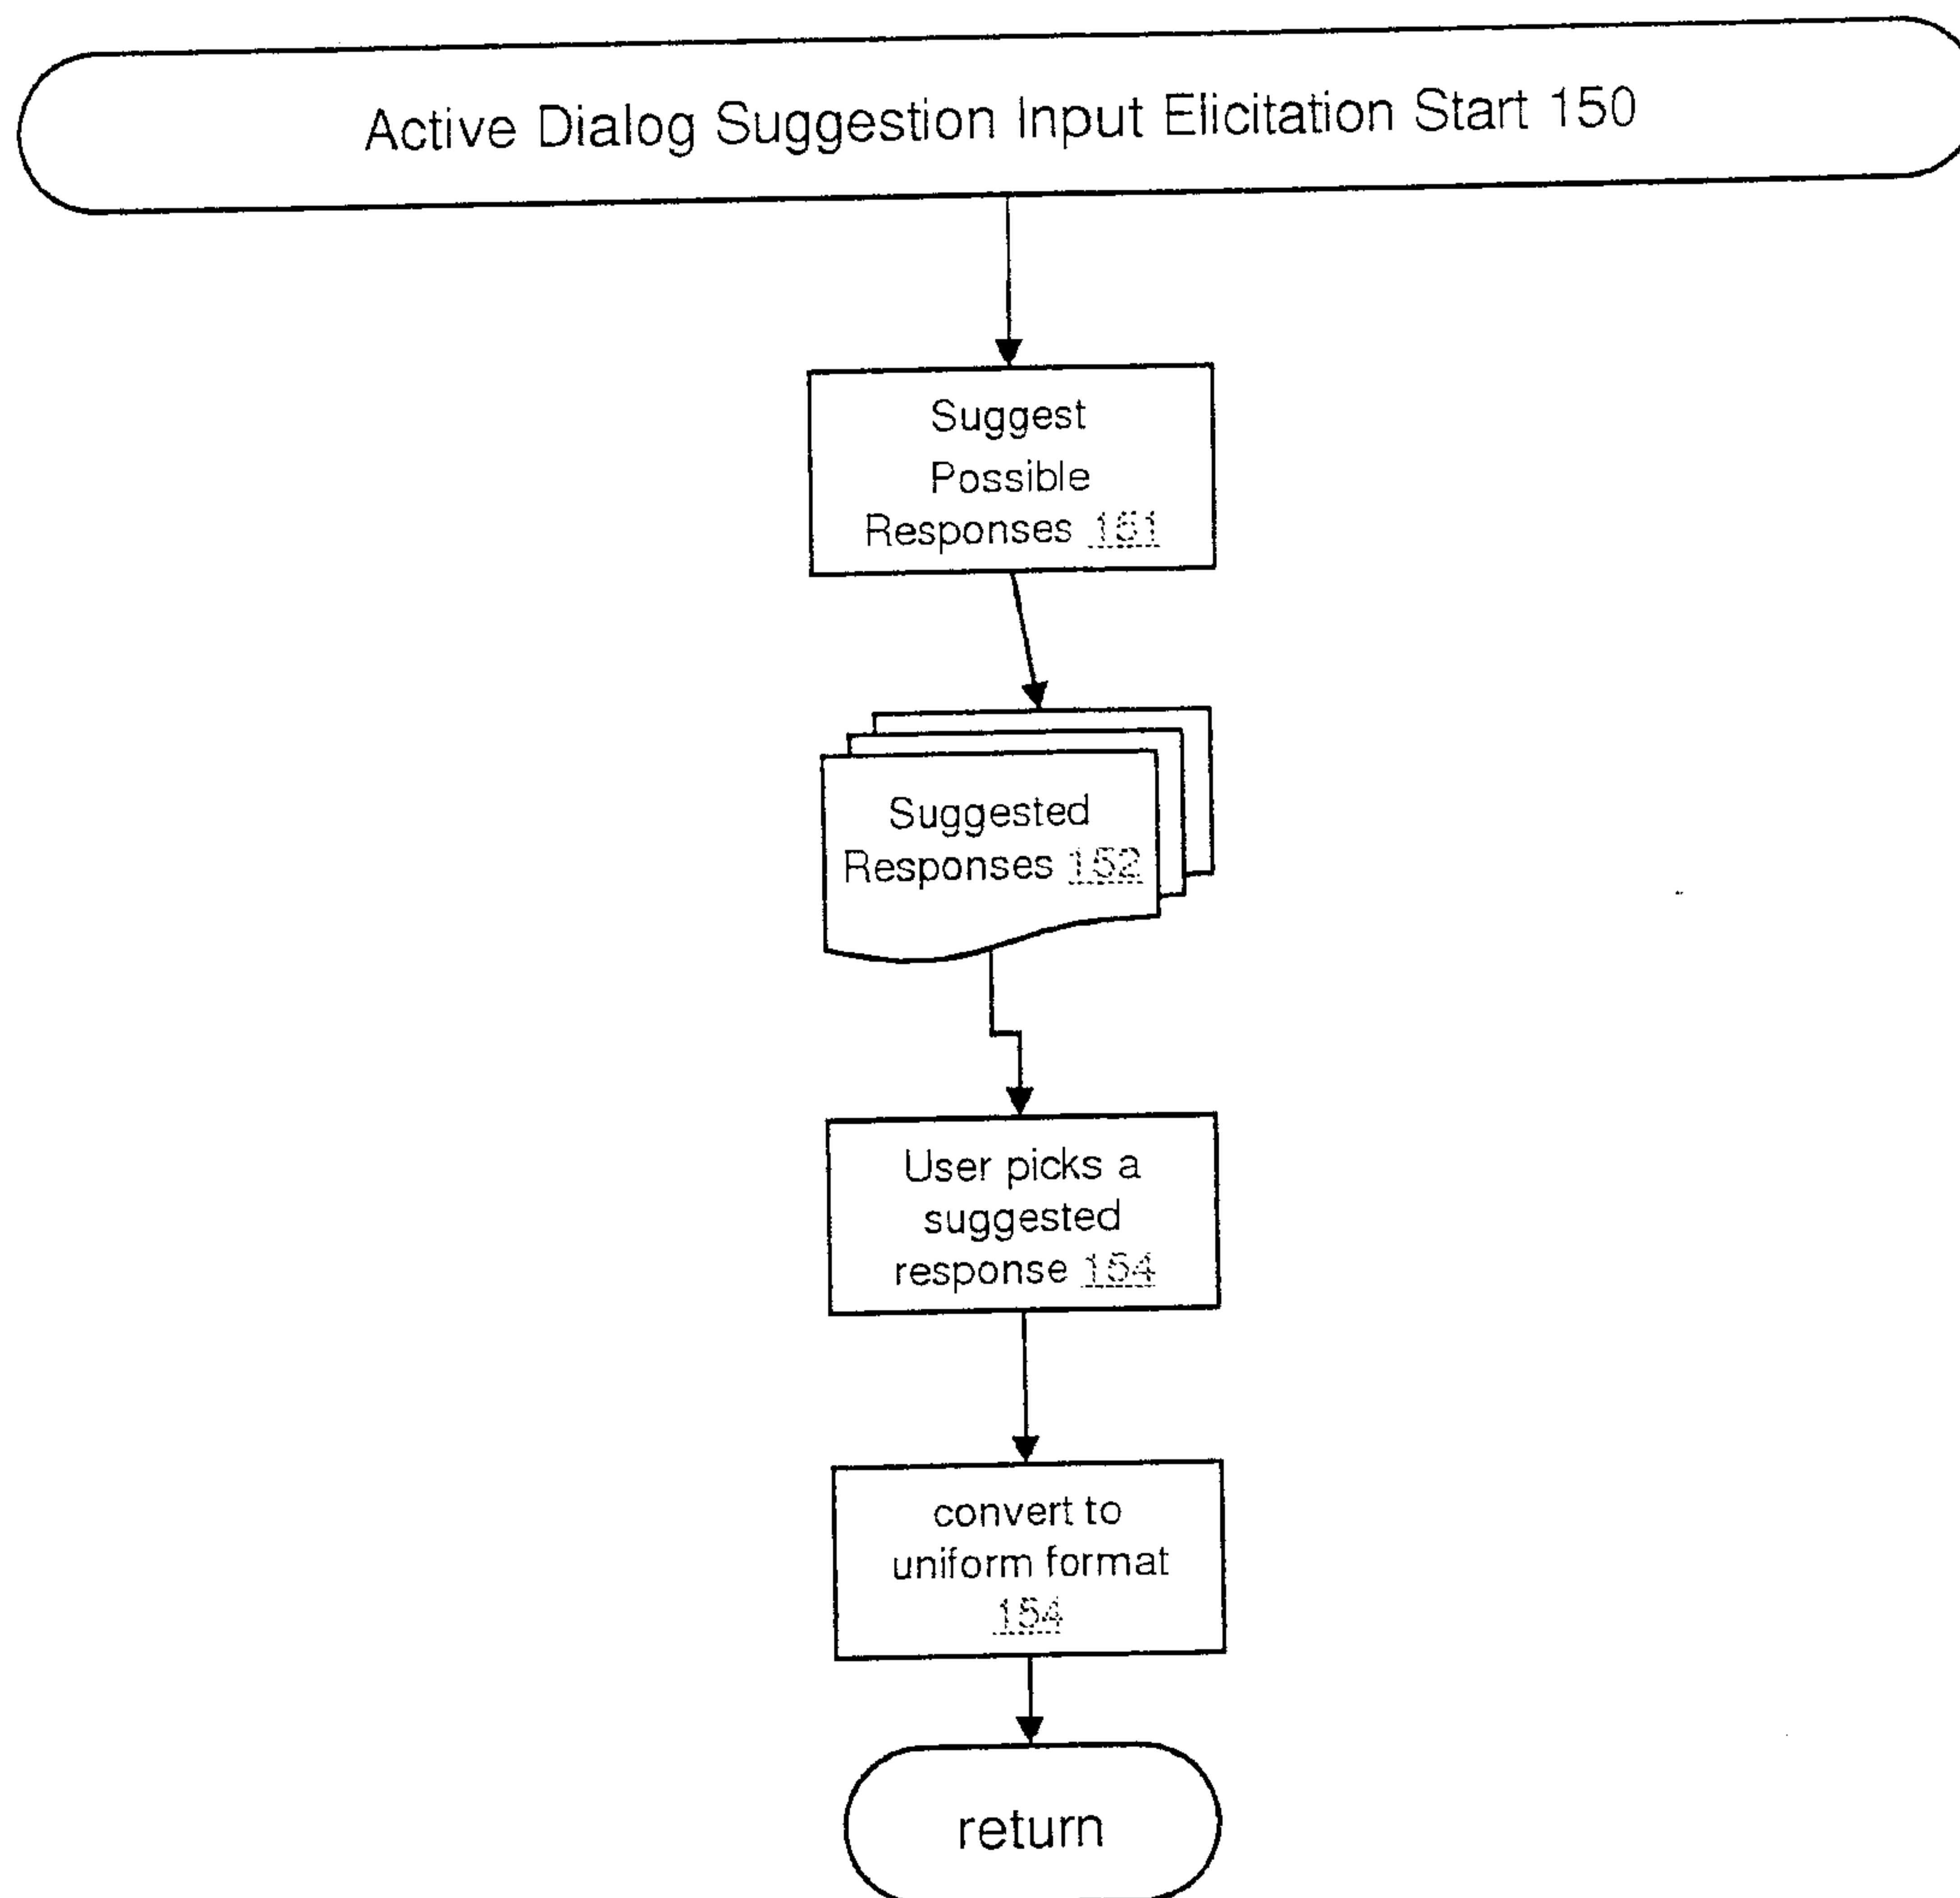 Active Dialog Suggestion Input Elicitation Start 150
Suggest
Possible
Responses 151
Suggested
Responses 152
User picks a
suggested
response 154
convert to
uniform format
154
return